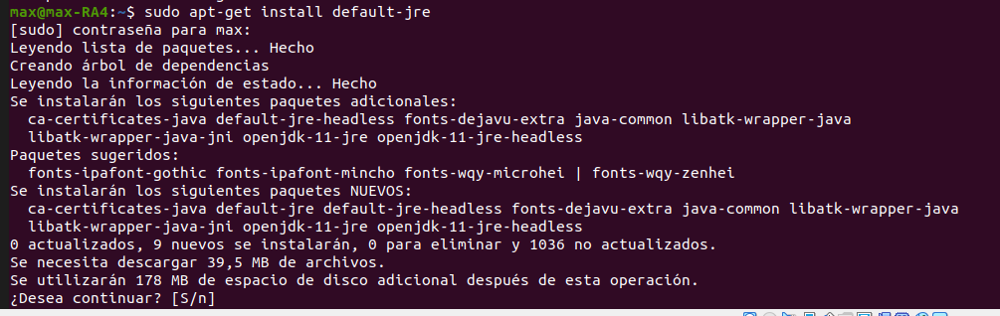 max@max-RA4:~$ sudo apt-get install default-jre
[sudo] contraseña para max:
Leyendo lista de paquetes... Hecho
Creando árbol de dependencias
Leyendo la información de estado... Hecho
Se instalarán los siguientes paquetes adicionales:
  ca-certificates-java default-jre-headless fonts-dejavu-extra java-common libatk-wrapper-java
  libatk-wrapper-java-jni openjdk-11-jre openjdk-11-jre-headless
Paquetes sugeridos:
  fonts-ipafont-gothic fonts-ipafont-mincho fonts-wqy-microhei | fonts-wqy-zenhei
Se instalarán los siguientes paquetes NUEVOS:
  ca-certificates-java default-jre default-jre-headless fonts-dejavu-extra java-common libatk-wrapper-java
  libatk-wrapper-java-jni openjdk-11-jre openjdk-11-jre-headless
0 actualizados, 9 nuevos se instalarán, 0 para eliminar y 1036 no actualizados.
Se necesita descargar 39,5 MB de archivos.
Se utilizarán 178 MB de espacio de disco adicional después de esta operación.
¿Desea continuar? [S/n]